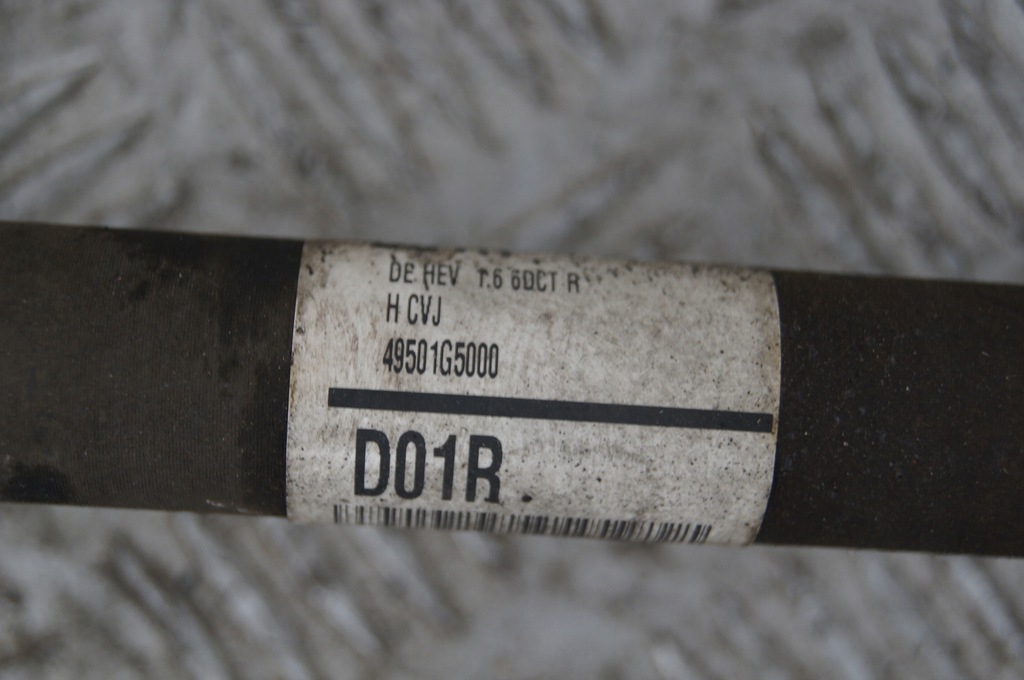 DE HEV 1.6 6DCT R
H CVJ
49501G5000
D01R